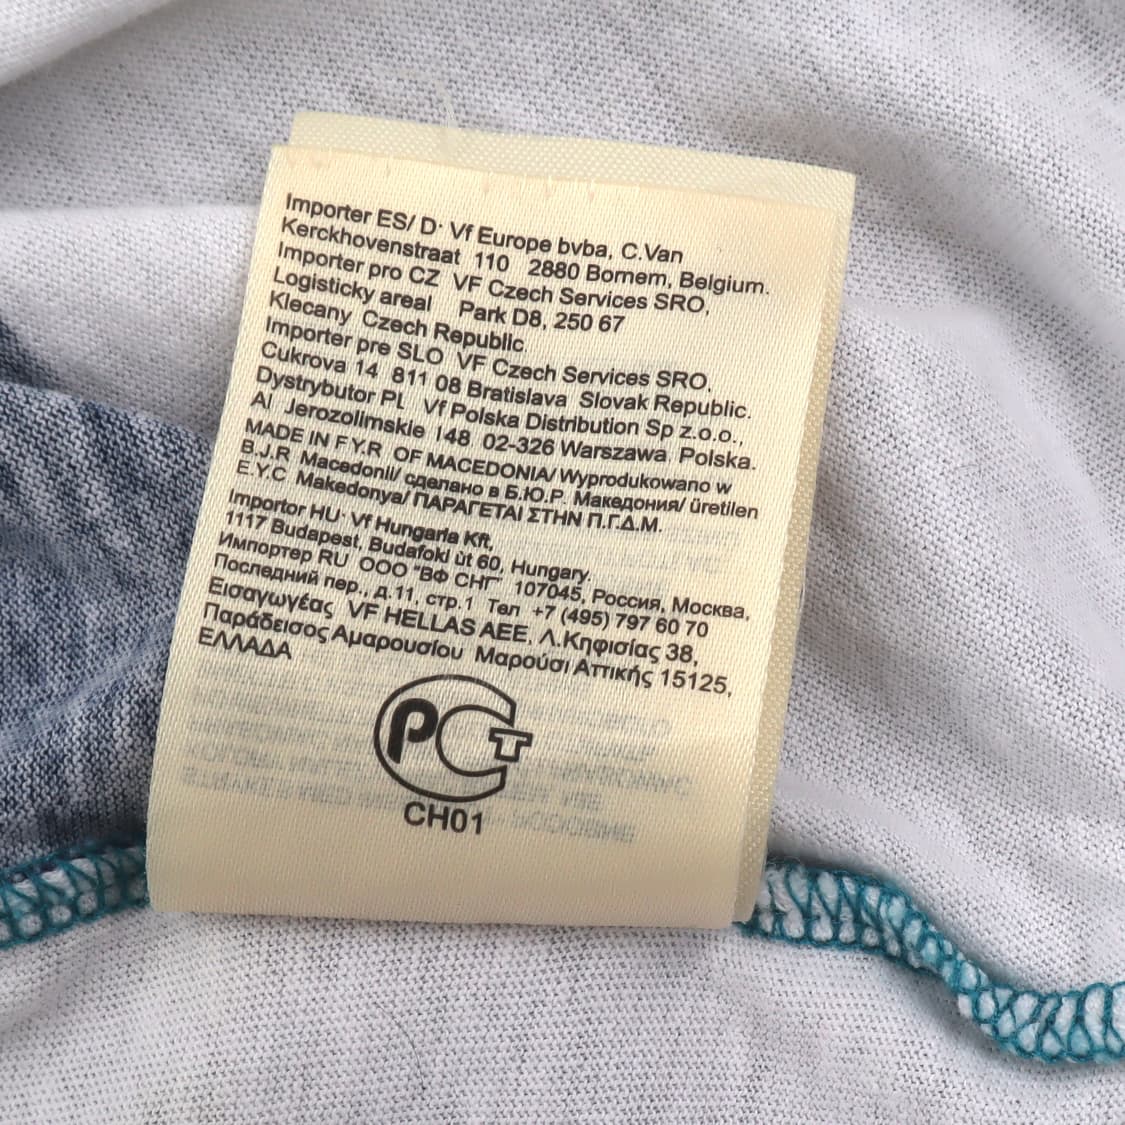 Importer ES/ D· Vf Europe bvba, C.Van
Kerckhovenstraat 110 2880 Bornem, Belgium.
Importer pro CZ VF Czech Services SRO,
Logisticky areal Park D8, 250 67
Klecany Czech Republic
Importer pre SLO VF Czech Services SRO,
Cukrova 14 811 08 Bratislava Slovak Republic.
Dystrybutor PL Vf Polska Distribution Sp z.o.o.,
Al Jerozolimskie 148 02-326 Warszawa Polska.
MADE IN F.Y.R OF MACEDONIA/ Wyprodukowano w
B.J.R Macedonii/ сделано в Б.Ю.Р. Македония/ üretilen
E.Y.C Makedonya/ ΠΑΡΑΓΕΤΑΙ ΣΤΗΝ Π.Γ.Δ.Μ.
Importor HU· Vf Hungaria Kft,
1117 Budapest, Budafoki ùt 60, Hungary.
Импортер RU ООО "ВФ СНГ" 107045, Россия, Москва,
Последний пер., д.11, стр.1 Тел +7 (495) 797 60 70
Εισαγωγέας VF HELLAS AEE, Λ.Κηφισίας 38,
Παράδεισος Αμαρουσίου Μαρούσι Αττικής 15125,
ΕΛΛΑΔΑ
РСТ
CH01